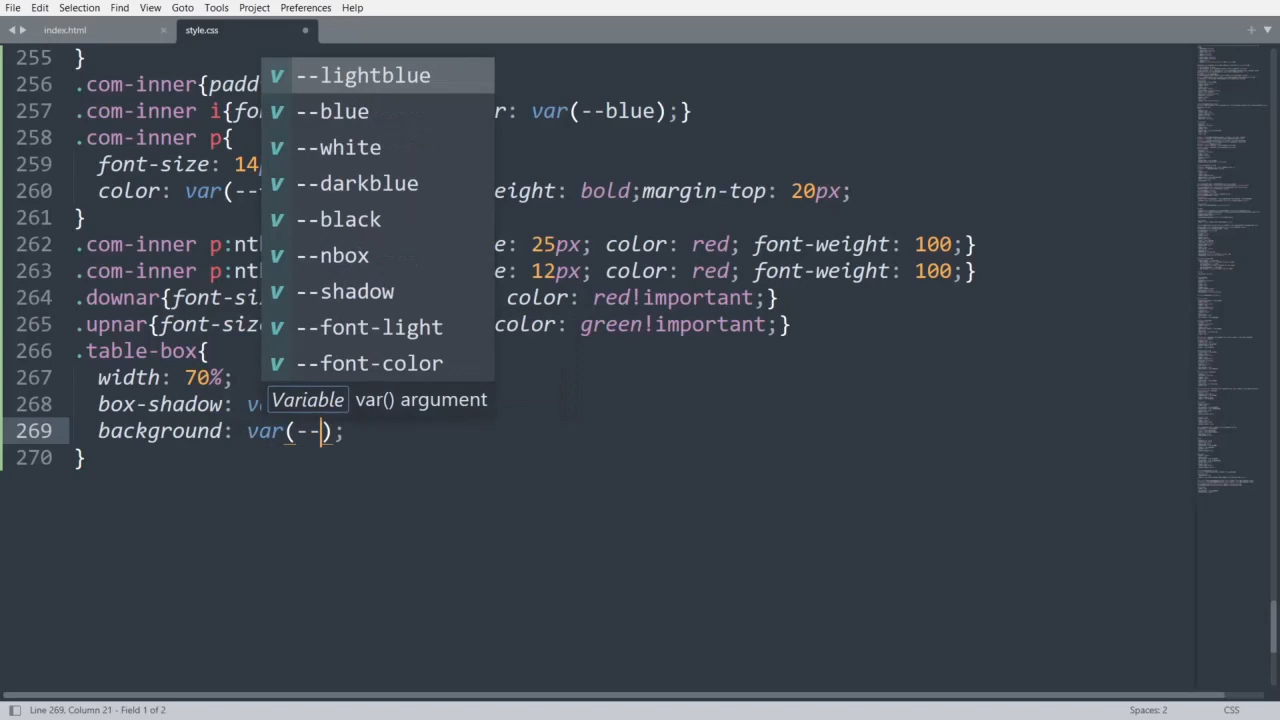 File Edit Selection Find View Goto Tools Project Preferences Help
index.html style.css
255 }
256 .com-inner{padd
257 .com-inner i{fo r: var(--blue);}
258 .com-inner p{
259 font-size: 14
260 color: var(-- eight: bold;margin-top: 20px;
261 }
262 .com-inner p:nt e: 25px; color: red; font-weight: 100;}
263 .com-inner p:nt e: 12px; color: red; font-weight: 100;}
264 .downar{font-si color: red!important;}
265 .upnar{font-size color: green!important;}
266 .table-box{
267 width: 70%;
268 box-shadow: v
269 background: var(--);
270 }
v --lightblue
v --blue
v --white
v --darkblue
v --black
v --nbox
v --shadow
v --font-light
v --font-color
Variable var() argument
Line 269, Column 21 - Field 1 of 2 Spaces: 2 CSS